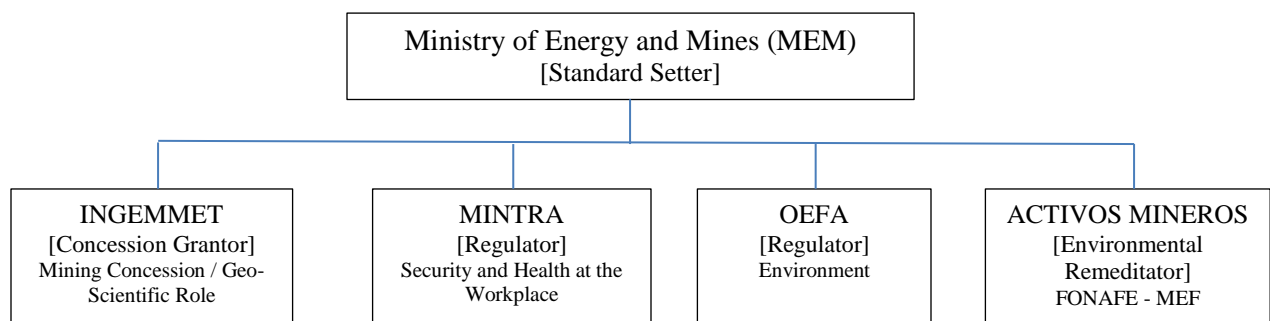 Ministry of Energy and Mines (MEM)
[Standard Setter]
INGEMMET
[Concession Grantor]
Mining Concession / Geo-
Scientific Role
MINTRA
[Regulator]
Security and Health at the
Workplace
OEFA
[Regulator]
Environment
ACTIVOS MINEROS
[Environmental
Remeditator]
FONAFE - MEF